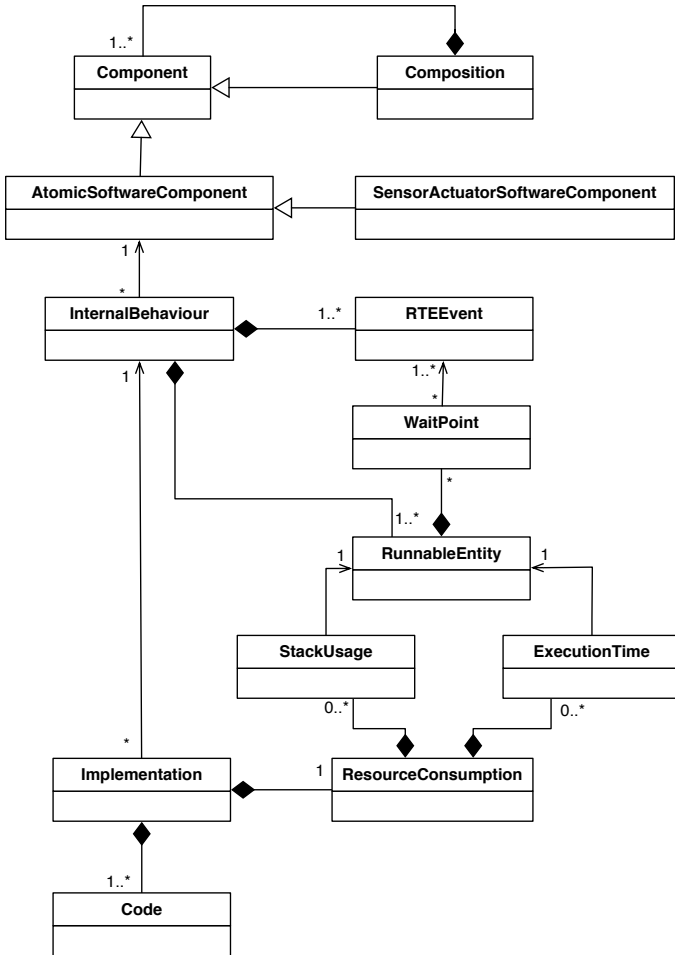 1..*
Component
Composition
AtomicSoftwareComponent
SensorActuatorSoftwareComponent
1
*
InternalBehaviour
1..*
RTEEvent
1
1..*
*
WaitPoint
*
1..*
RunnableEntity
1
1
StackUsage
ExecutionTime
0..*
0..*
*
Implementation
1
ResourceConsumption
1..*
Code